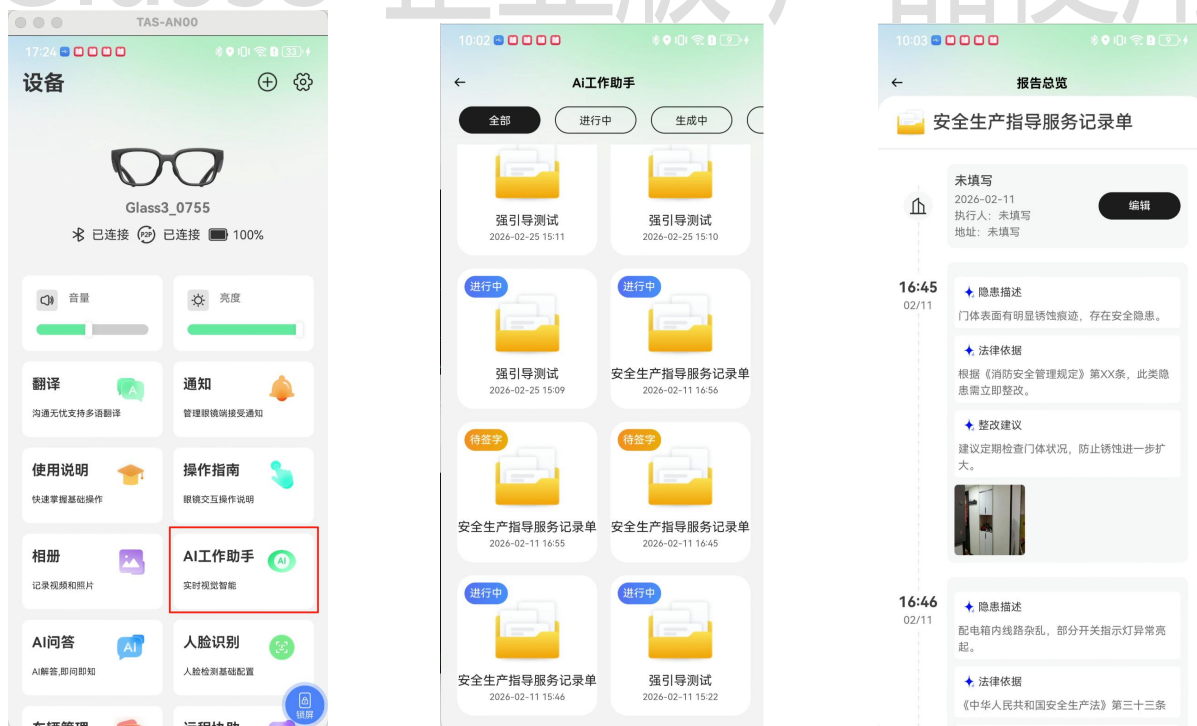 TAS-AN00
17:24
33
设备
Glass3_0755
已连接 P2P 已连接 100%
音量
亮度
翻译
沟通无忧支持多语翻译
通知
管理眼镜端接受通知
使用说明
快速掌握基础操作
操作指南
眼镜交互操作说明
相册
记录视频和照片
AI工作助手
实时视觉智能
AI
AI问答
AI解答,即问即知
AI
人脸识别
人脸检测基础配置
锁屏
车辆管理
远程协助
10:02
9
Ai工作助手
全部
进行中
生成中
强引导测试
2026-02-25 15:11
强引导测试
2026-02-25 15:10
进行中
强引导测试
2026-02-25 15:09
进行中
安全生产指导服务记录单
2026-02-11 16:56
待签字
安全生产指导服务记录单
2026-02-11 16:55
待签字
安全生产指导服务记录单
2026-02-11 16:45
进行中
安全生产指导服务记录单
2026-02-11 15:46
进行中
强引导测试
2026-02-11 15:22
10:03
9
报告总览
安全生产指导服务记录单
未填写
2026-02-11
执行人：未填写
地址：未填写
编辑
16:45
02/11
隐患描述
门体表面有明显锈蚀痕迹，存在安全隐患。
法律依据
根据《消防安全管理规定》第XX条，此类隐
患需立即整改。
整改建议
建议定期检查门体状况，防止锈蚀进一步扩
大。
16:46
02/11
隐患描述
配电箱内线路杂乱，部分开关指示灯异常亮
起。
法律依据
《中华人民共和国安全生产法》第三十三条